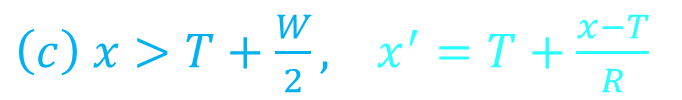 (c) x > T + W/2, x′ = T + x−T/R